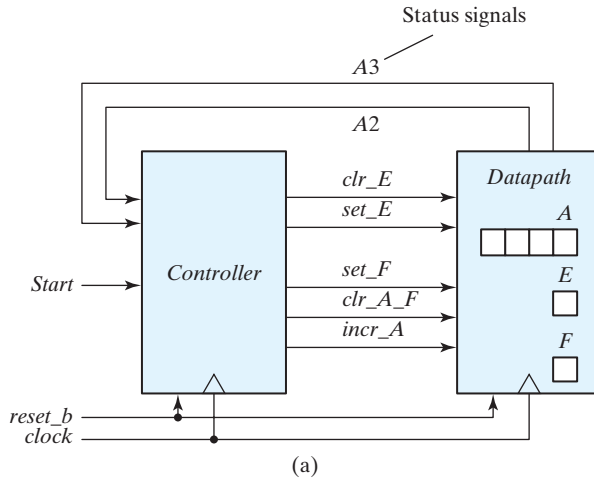 Status signals
A3
A2
clr_E
set_E
Datapath
A
Controller
Start
set_F
clr_A_F
incr_A
E
F
reset_b
clock
(a)